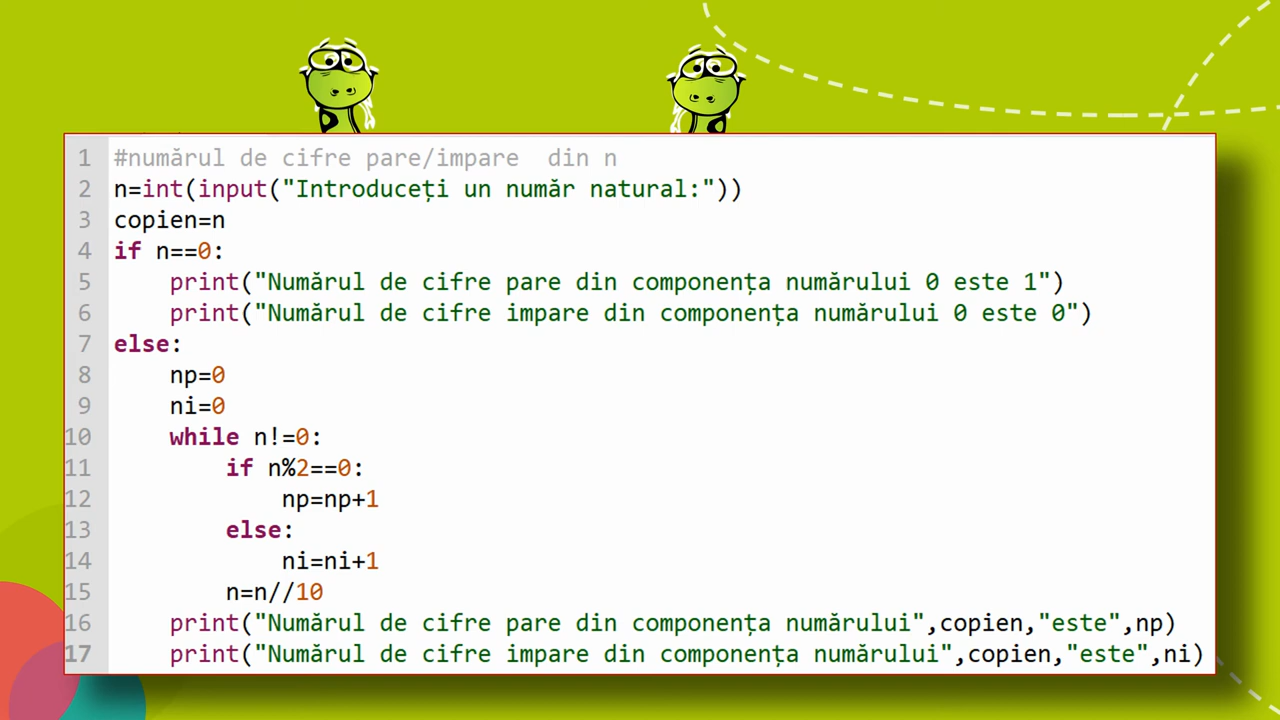 1 #numărul de cifre pare/impare  din n
2 n=int(input("Introduceți un număr natural:"))
3 copien=n
4 if n==0:
5     print("Numărul de cifre pare din componența numărului 0 este 1")
6     print("Numărul de cifre impare din componența numărului 0 este 0")
7 else:
8     np=0
9     ni=0
10     while n!=0:
11         if n%2==0:
12             np=np+1
13         else:
14             ni=ni+1
15         n=n//10
16     print("Numărul de cifre pare din componența numărului",copien,"este",np)
17     print("Numărul de cifre impare din componența numărului",copien,"este",ni)